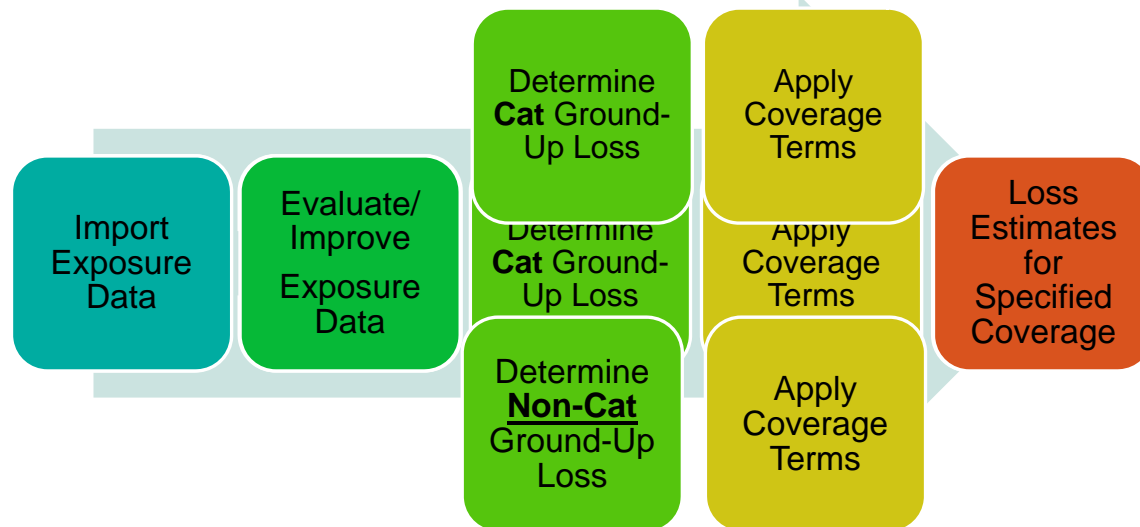 Import
Exposure
Data
Evaluate/
Improve
Exposure
Data
Determine
Cat Ground-
Up Loss
Determine
Cat Ground-
Up Loss
Determine
Non-Cat
Ground-Up
Loss
Apply
Coverage
Terms
Apply
Coverage
Terms
Apply
Coverage
Terms
Loss
Estimates
for
Specified
Coverage